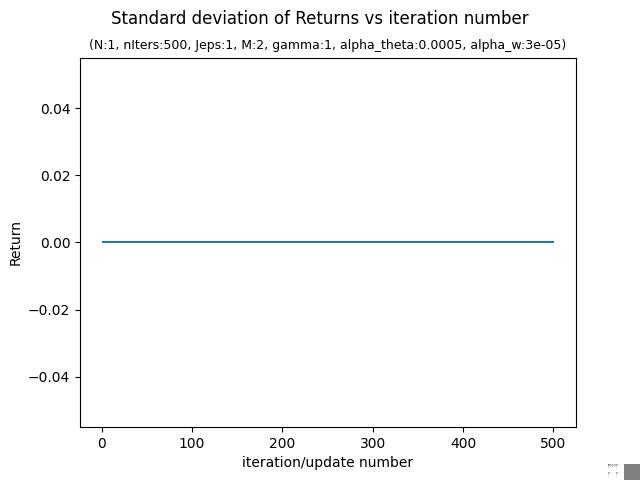 Standard deviation of Returns vs iteration number
(N:1, nIters:500, Jeps:1, M:2, gamma:1, alpha_theta:0.0005, alpha_w:3e-05)
0.04
0.02
0.00
−0.02
−0.04
Return
0 100 200 300 400 500
iteration/update number